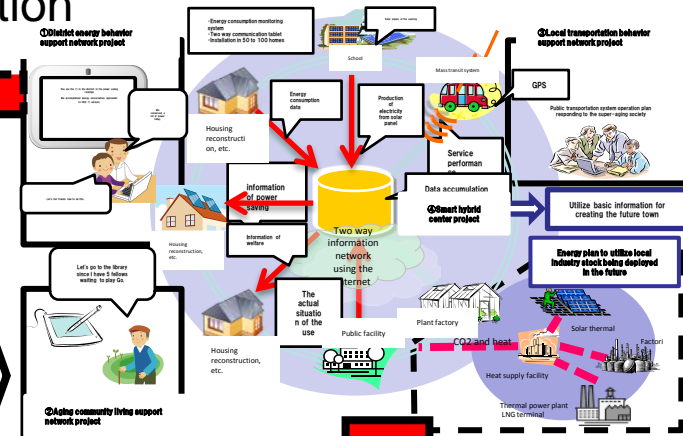 ①District energy behavior
support network project
･Energy consumption monitoring
system
･Two way communication tablet
･Installation in 50 to 100 homes
School
Mass transit system
③Local transportation behavior
support network project
GPS
Public transportation system operation plan
responding to the super-aging society
Energy
consumption
data
Production
of
electricity
from solar
panel
Housing
reconstructi
on, etc.
Service
performan
Data accumulation
④Smart hybrid
center project
information
of power
saving
Utilize basic information for
creating the future town
Housing
reconstruction,
etc.
Information of
welfare
Two way
information
network
using the
Energy plan to utilize local
industry stock being deployed
in the future
Let's go to the library
since I have 5 fellows
waiting to play Go.
The
actual
situatio
n of the
use
Public facility
Plant factory
CO2 and heat
Solar thermal
Factori
Heat supply facility
Thermal power plant
LNG terminal
Housing
reconstruction,
etc.
②Aging community living support
network project